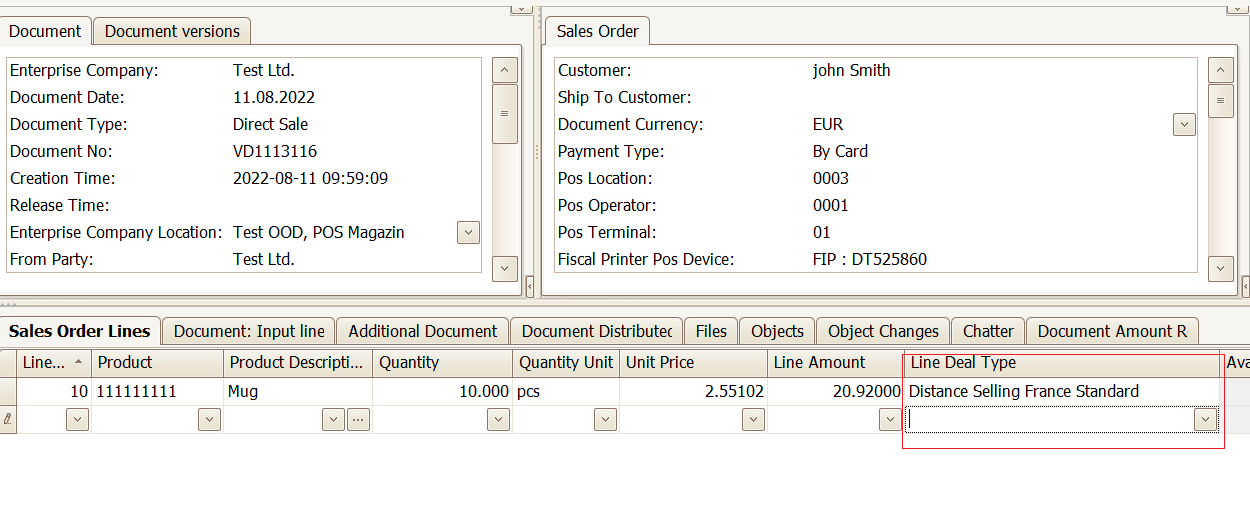 Document Document versions
Enterprise Company: Test Ltd.
Document Date: 11.08.2022
Document Type: Direct Sale
Document No: VD1113116
Creation Time: 2022-08-11 09:59:09
Release Time:
Enterprise Company Location: Test OOD, POS Magazin
From Party: Test Ltd.
Sales Order
Customer: john Smith
Ship To Customer:
Document Currency: EUR
Payment Type: By Card
Pos Location: 0003
Pos Operator: 0001
Pos Terminal: 01
Fiscal Printer Pos Device: FIP : DT525860
Sales Order Lines Document: Input line Additional Document Document Distributed Files Objects Object Changes Chatter Document Amount R
Line... Product Product Descripti... Quantity Quantity Unit Unit Price Line Amount Line Deal Type Ava
10 111111111 Mug 10.000 pcs 2.55102 20.92000 Distance Selling France Standard